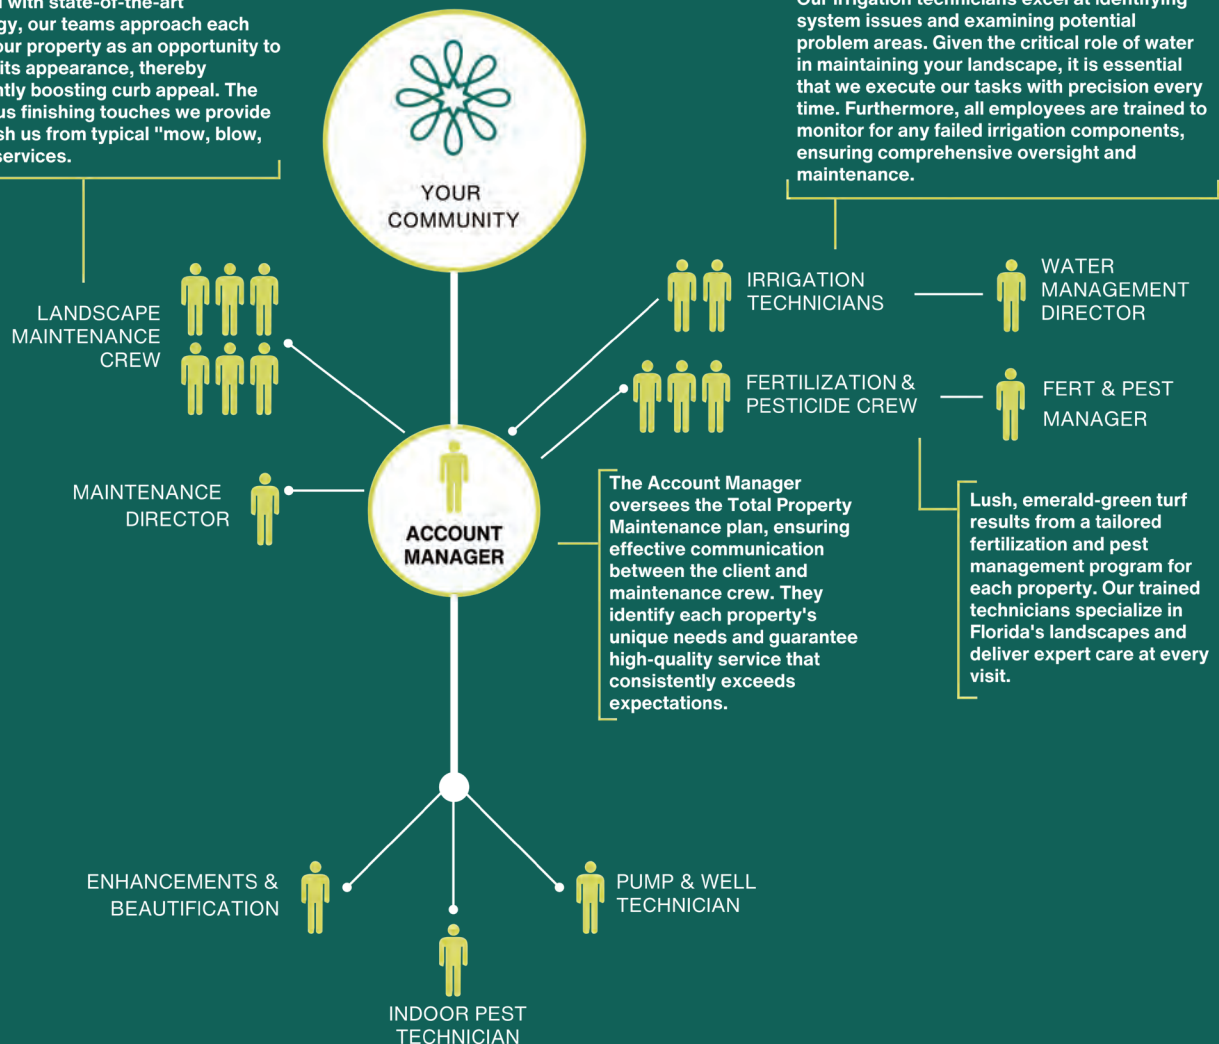 with state-of-the-art
our teams approach each
our property as an opportunity to
its appearance, thereby
boosting curb appeal. The
finishing touches we provide
us from typical "mow, blow,
services.
Our irrigation technicians excel at identifying
system issues and examining potential
problem areas. Given the critical role of water
in maintaining your landscape, it is essential
that we execute our tasks with precision every
time. Furthermore, all employees are trained to
monitor for any failed irrigation components,
ensuring comprehensive oversight and
maintenance.
YOUR
COMMUNITY
LANDSCAPE
MAINTENANCE
CREW
IRRIGATION
TECHNICIANS
WATER
MANAGEMENT
DIRECTOR
FERTILIZATION &
PESTICIDE CREW
FERT & PEST
MANAGER
MAINTENANCE
DIRECTOR
ACCOUNT
MANAGER
The Account Manager
oversees the Total Property
Maintenance plan, ensuring
effective communication
between the client and
maintenance crew. They
identify each property's
unique needs and guarantee
high-quality service that
consistently exceeds
expectations.
Lush, emerald-green turf
results from a tailored
fertilization and pest
management program for
each property. Our trained
technicians specialize in
Florida's landscapes and
deliver expert care at every
visit.
ENHANCEMENTS &
BEAUTIFICATION
PUMP & WELL
TECHNICIAN
INDOOR PEST
TECHNICIAN